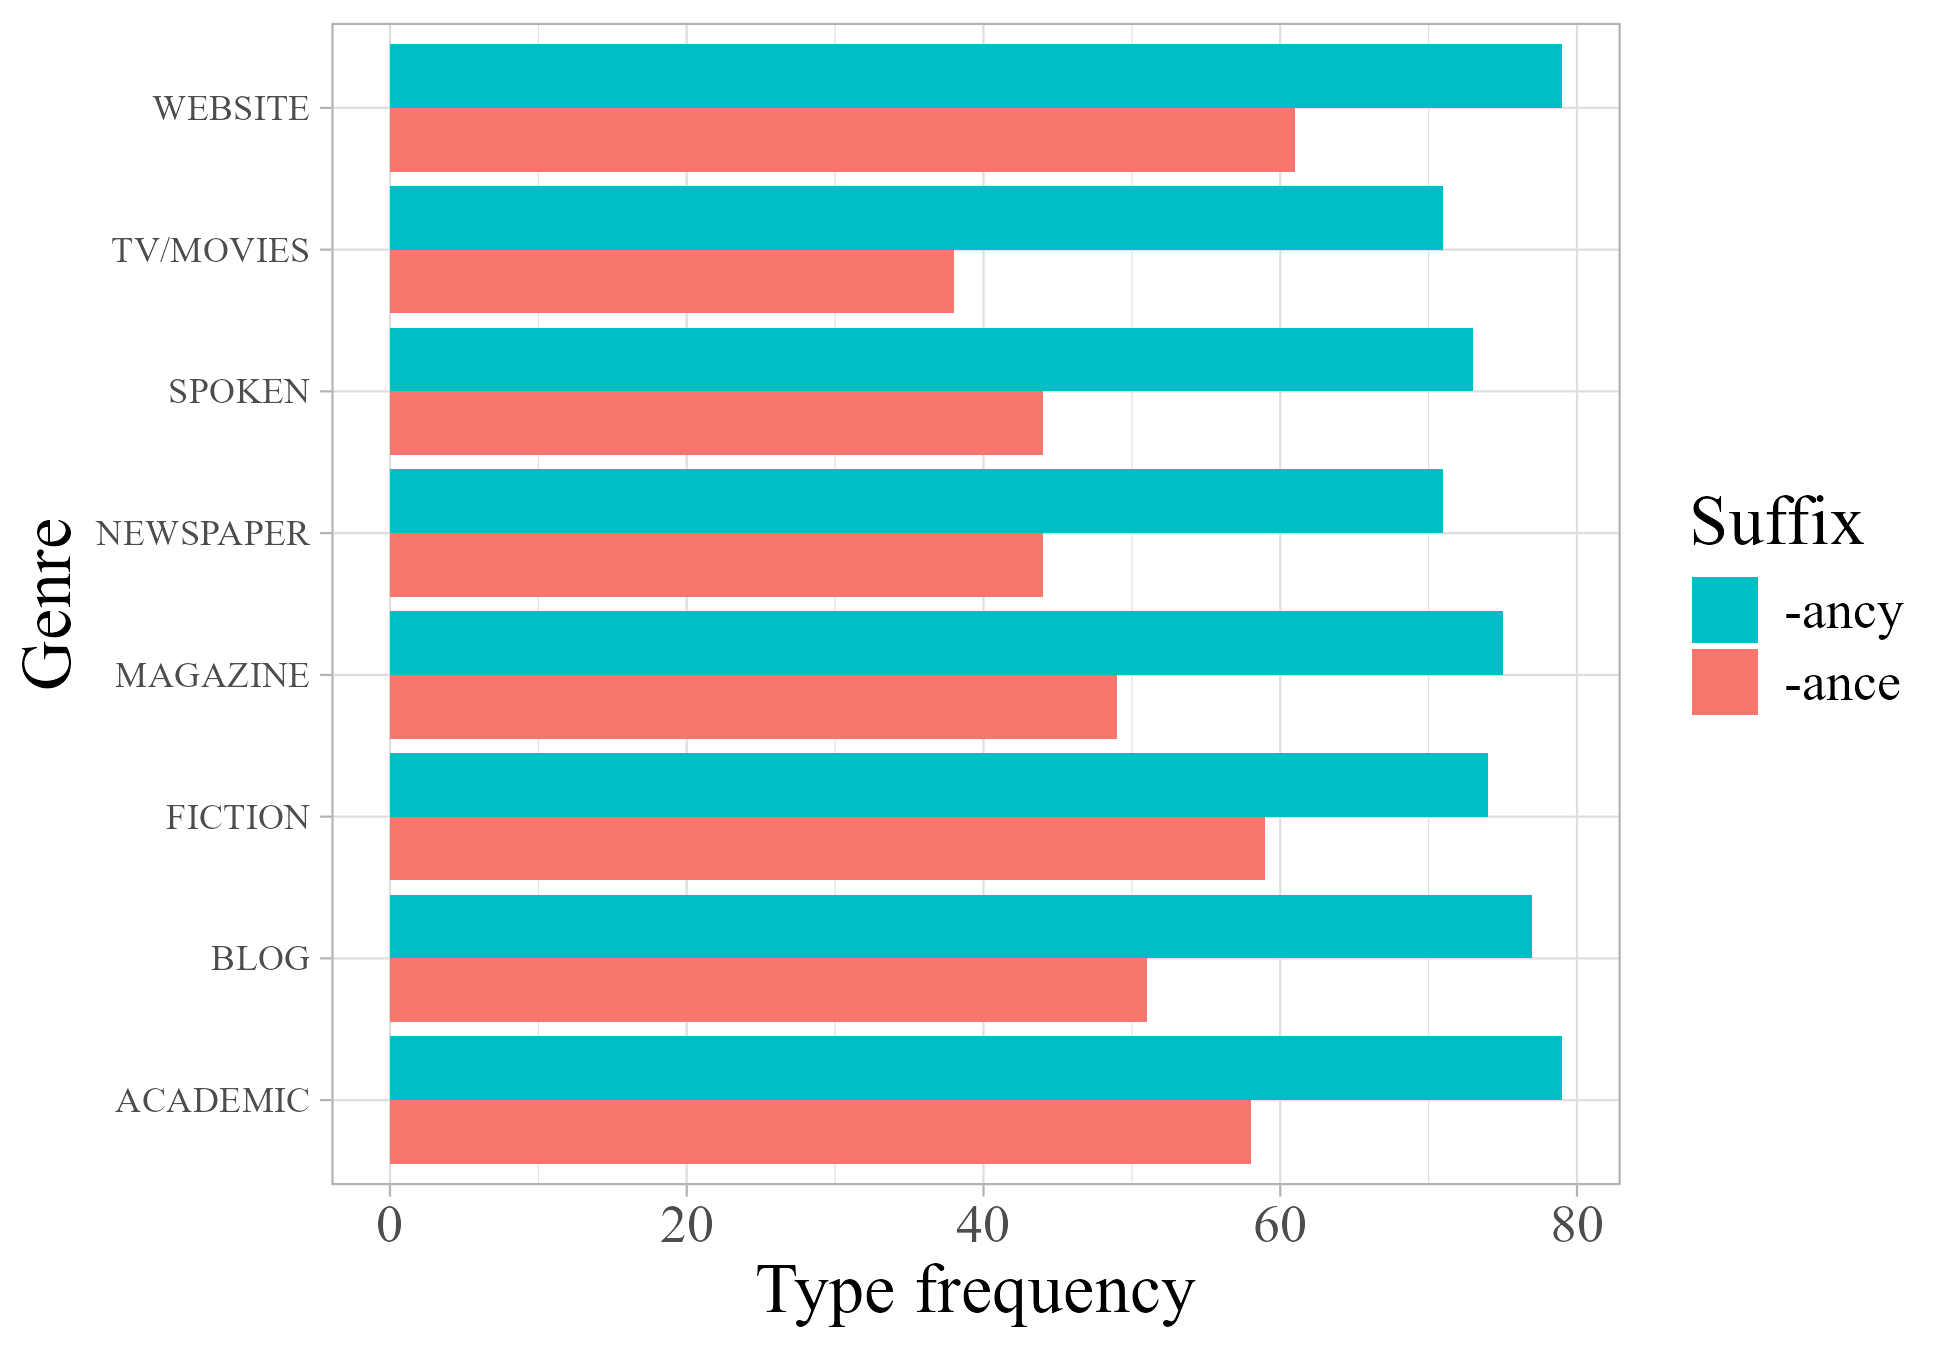 WEBSITE
TV/MOVIES
SPOKEN
NEWSPAPER
MAGAZINE
FICTION
BLOG
ACADEMIC
Genre
0 20 40 60 80
Type frequency
Suffix
-ancy
-ance